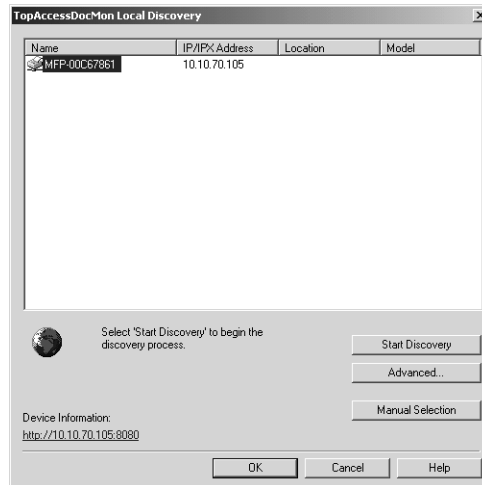 TopAccessDocMon Local Discovery
Name IP/IPX Address Location Model
MFP-00C67861 10.10.70.105
Select 'Start Discovery' to begin the
discovery process.
Start Discovery
Advanced...
Manual Selection
Device Information:
http://10.10.70.105:8080
OK Cancel Help